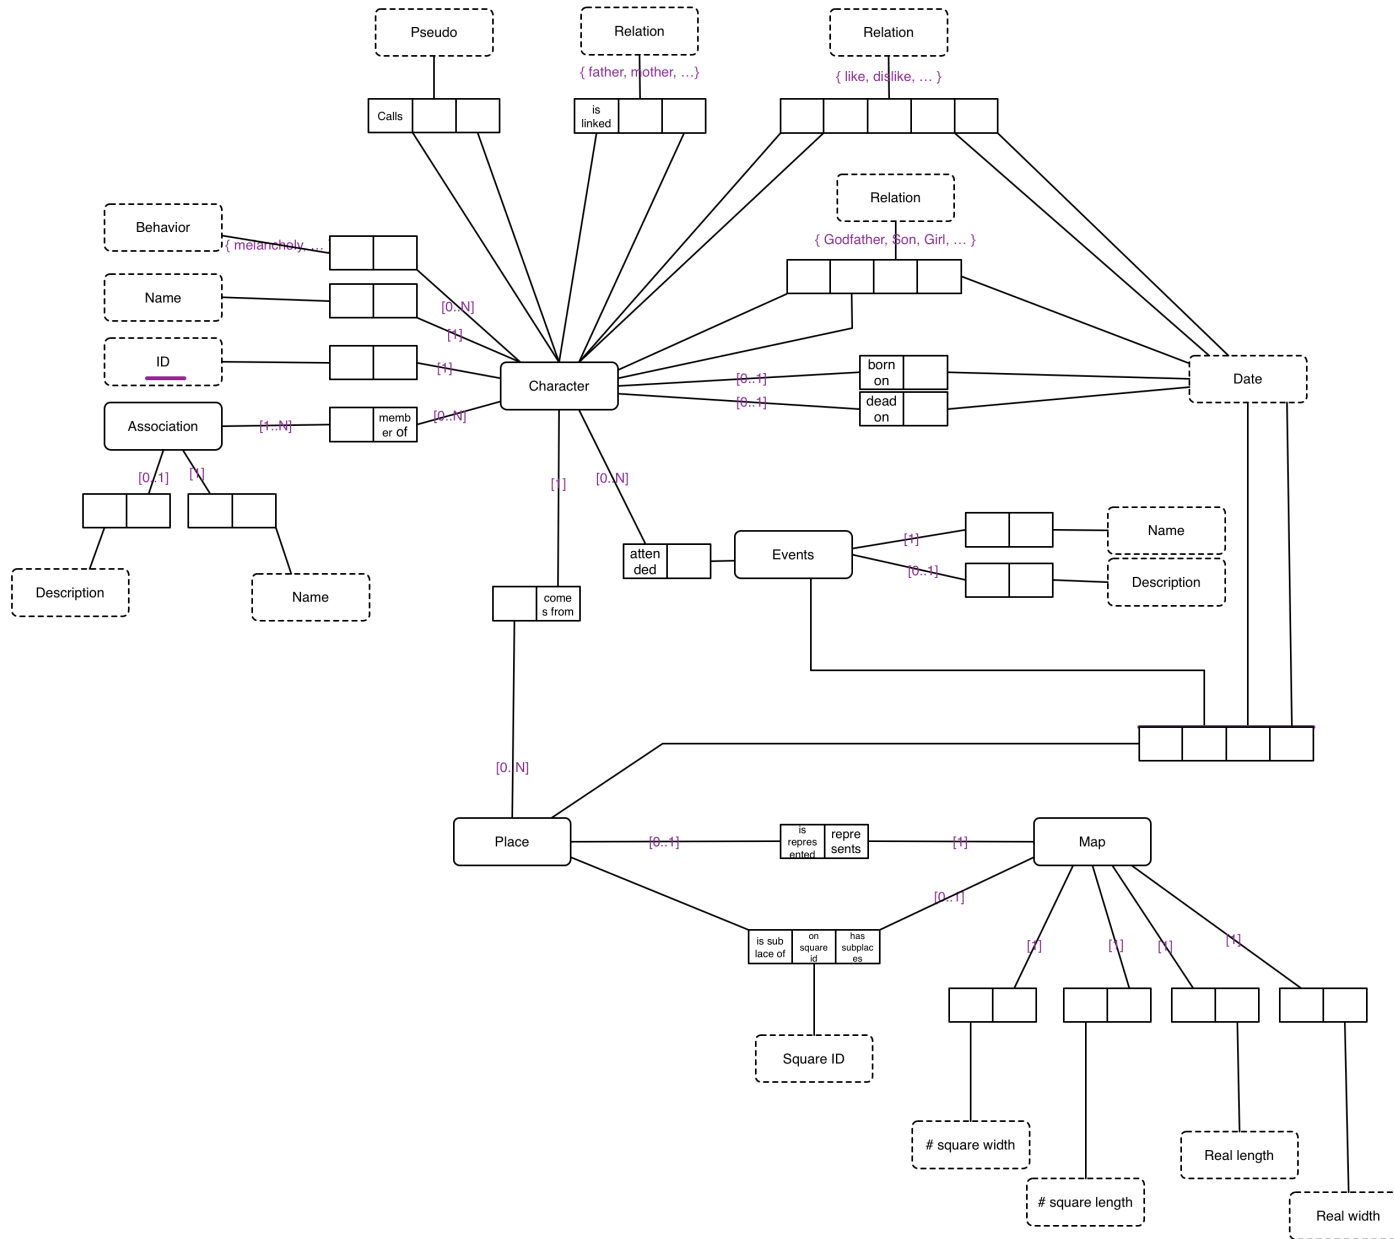 Pseudo
Relation
Relation
{ father, mother, …}
{ like, dislike, … }
Calls
is
linked
Relation
Behavior
{ melancholy, …
{ Godfather, Son, Girl, … }
Name
[0..N]
[1]
ID
[1]
Character
[0..1]
born
on
Date
[0..1]
dead
on
Association
[1..N]
memb
er of
[0..N]
[0..1]
[1]
[1]
[0..N]
Events
[1]
Name
[0..1]
Description
atten
ded
Description
Name
come
s from
[0..N]
Place
[0..1]
is
repres
ented
repre
sents
[1]
Map
[0..1]
is sub
lace of
on
square
id
has
subplac
es
[1]
[1]
[1]
[1]
Square ID
# square width
Real length
# square length
Real width